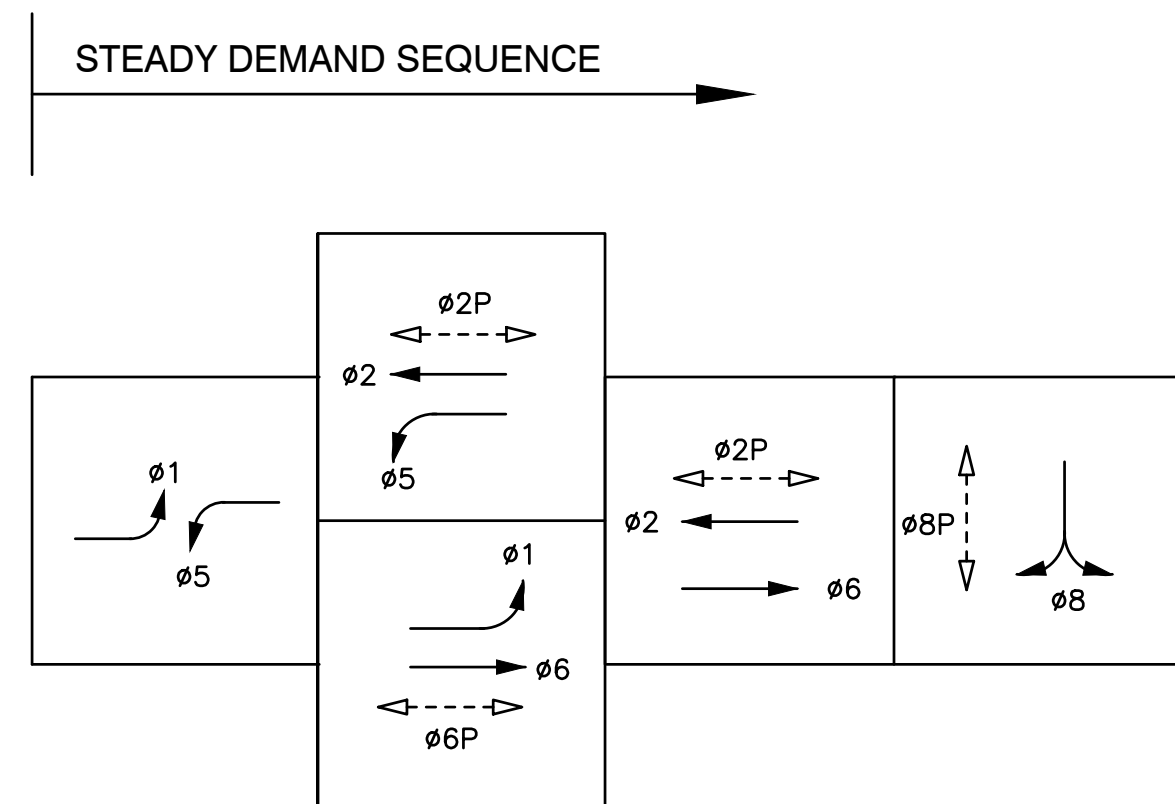 STEADY DEMAND SEQUENCE
ø1
ø5
ø2P
ø2
ø5
ø1
ø6
ø6P
ø2P
ø2
ø6
ø8P
ø8